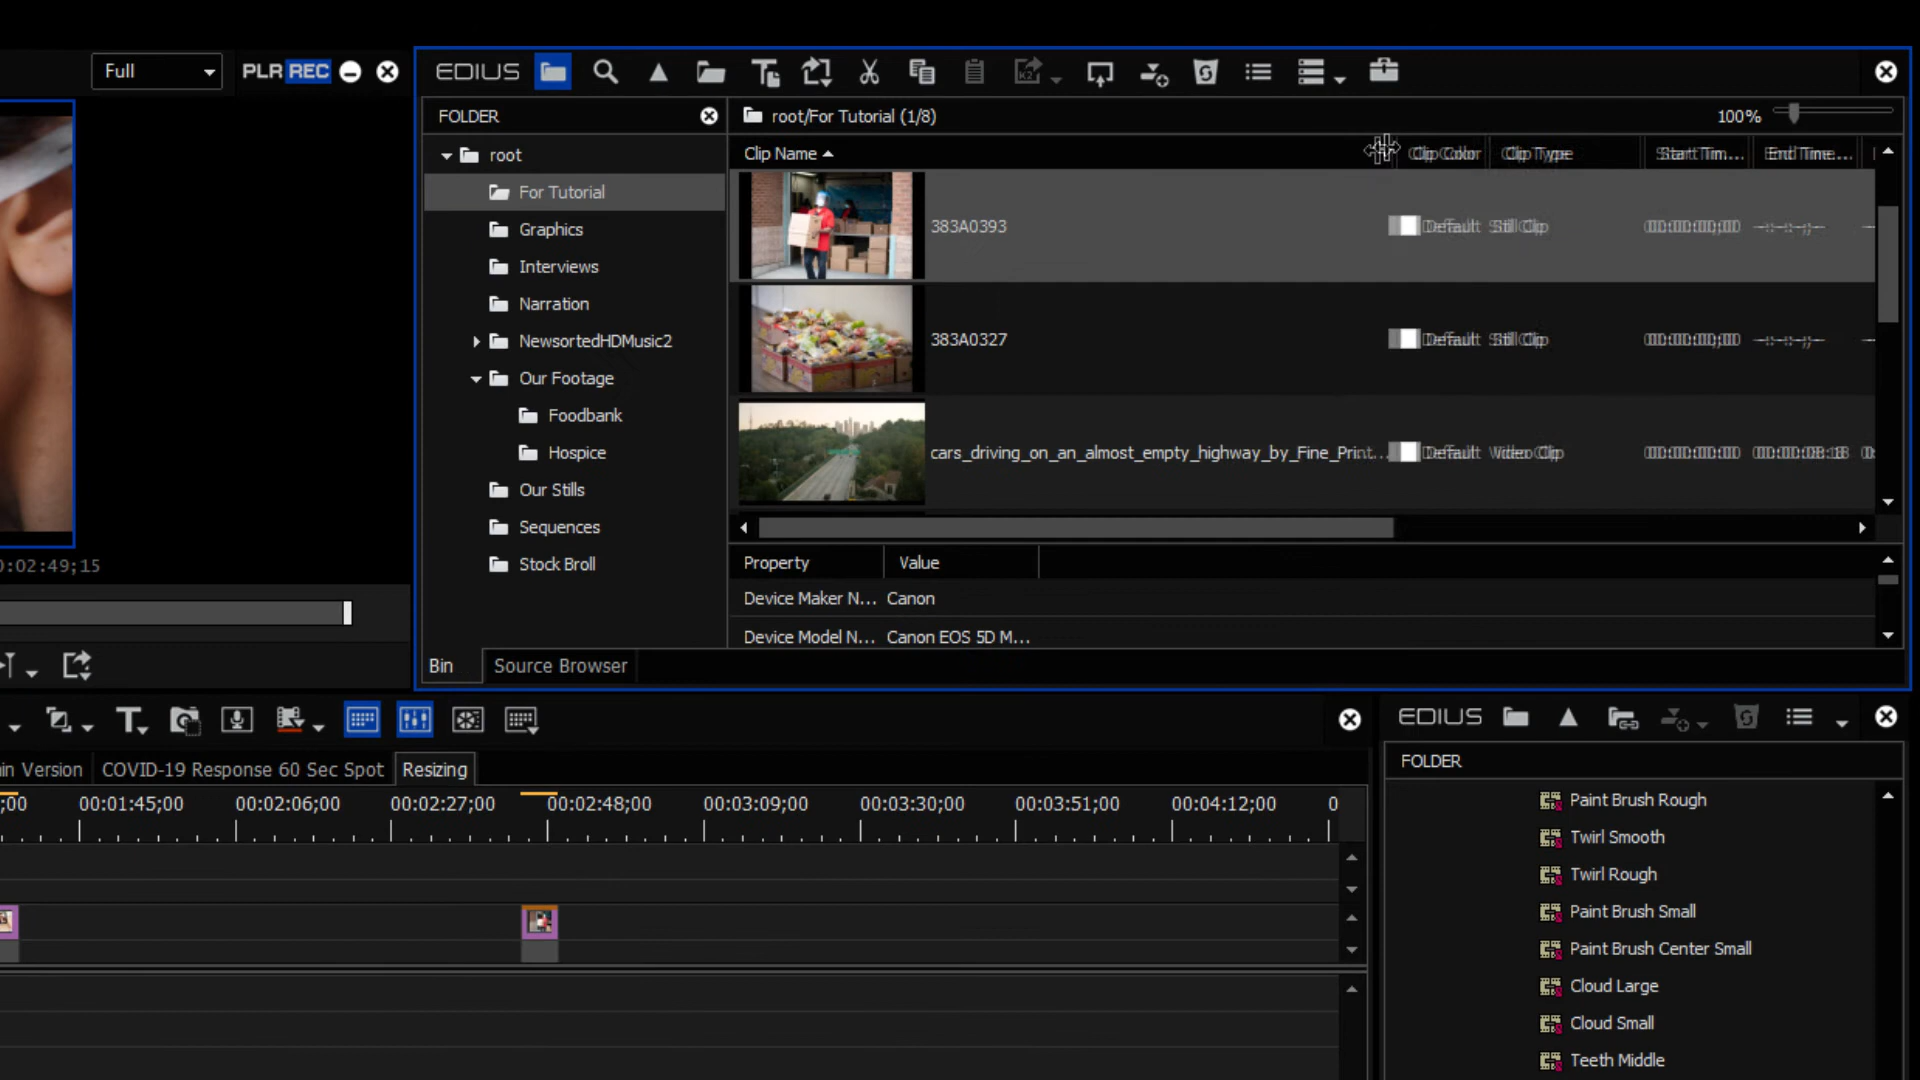 Full
PLR REC
EDIUS
FOLDER
root/For Tutorial (1/8)
100%
root
Clip Name
Clip Color
Clip Type
Start Tim...
End Time...
For Tutorial
383A0393
Default
Still Clip
Graphics
Interviews
Narration
383A0327
Default
Still Clip
NewsortedHDMusic2
Our Footage
Foodbank
Hospice
cars_driving_on_an_almost_empty_highway_by_Fine_Print...
Default
Video Clip
Our Stills
Sequences
Stock Broll
0:02:49;15
Property
Value
Device Maker N...
Canon
Device Model N...
Canon EOS 5D M...
Bin
Source Browser
EDIUS
FOLDER
in Version
COVID-19 Response 60 Sec Spot
Resizing
;00
00:01:45;00
00:02:06;00
00:02:27;00
00:02:48;00
00:03:09;00
00:03:30;00
00:03:51;00
00:04:12;00
0
Paint Brush Rough
Twirl Smooth
Twirl Rough
Paint Brush Small
Paint Brush Center Small
Cloud Large
Cloud Small
Teeth Middle